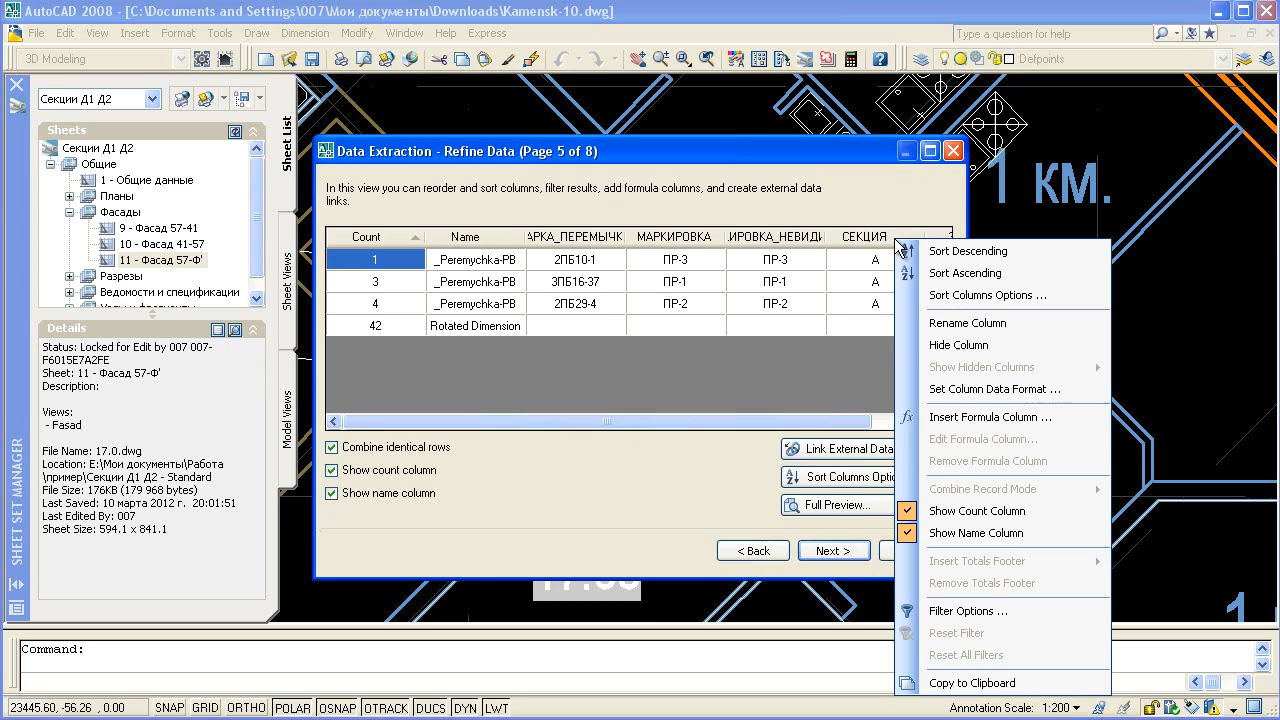 AutoCAD 2008 - [C:\Documents and Settings\007\Мои документы\Downloads\Kamensk-10.dwg]
File Edit View Insert Format Tools Draw Dimension Modify Window Help Express
Type a question for help
3D Modeling
Defpoints
Секции Д1 Д2
Sheets
Секции Д1 Д2
Общие
1 - Общие данные
Планы
Фасады
9 - Фасад 57-41
10 - Фасад 41-57
11 - Фасад 57-Ф'
Разрезы
Ведомости и спецификации
Sheet List
Sheet Views
Model Views
SHEET SET MANAGER
Details
Status: Locked for Edit by 007 007-
F6015E7A2FE
Sheet: 11 - Фасад 57-Ф'
Description:
Views:
- Fasad
File Name: 17.0.dwg
Location: E:\Мои документы\Работа
\пример\Секции Д1 Д2 - Standard
File Size: 176KB (179 968 bytes)
Last Saved: 10 марта 2012 г. 20:01:51
Last Edited By: 007
Sheet Size: 594.1 x 841.1
1 км.
Data Extraction - Refine Data (Page 5 of 8)
In this view you can reorder and sort columns, filter results, add formula columns, and create external data
links.
Count Name АРКА_ПЕРЕМЫЧК МАРКИРОВКА ИРОВКА_НЕВИДИ СЕКЦИЯ
1 _Peremychka-PB 2ПБ10-1 ПР-3 ПР-3 А
3 _Peremychka-PB 3ПБ16-37 ПР-1 ПР-1 А
4 _Peremychka-PB 2ПБ29-4 ПР-2 ПР-2 А
42 Rotated Dimension
Combine identical rows
Show count column
Show name column
Link External Data
Sort Columns Optio
Full Preview...
< Back
Next >
Sort Descending
Sort Ascending
Sort Columns Options ...
Rename Column
Hide Column
Show Hidden Columns
Set Column Data Format ...
Insert Formula Column ...
Edit Formula Column...
Remove Formula Column
Combine Record Mode
Show Count Column
Show Name Column
Insert Totals Footer
Remove Totals Footer
Filter Options ...
Reset Filter
Reset All Filters
Copy to Clipboard
1
Command:
23445.60, -56.26 , 0.00 SNAP GRID ORTHO POLAR OSNAP OTRACK DUCS DYN LWT Annotation Scale: 1:200